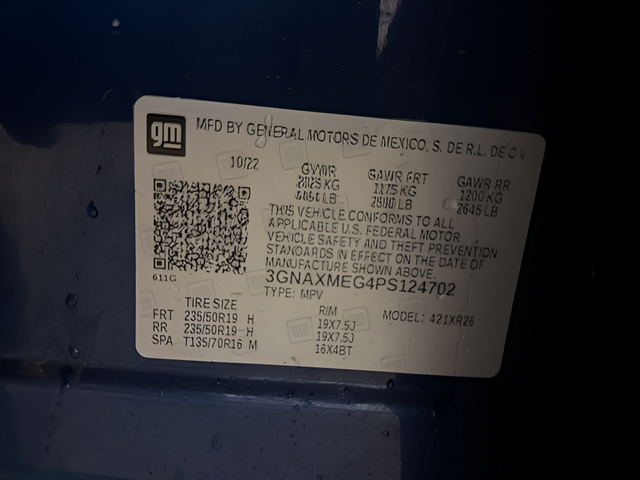 gm
MFD BY GENERAL MOTORS DE MEXICO, S. DE R.L. DE C.V
10/22
GVWR GAWR FRT GAWR RR
KG 1175 KG 1200 KG
LB LB 2645 LB
THIS VEHICLE CONFORMS TO ALL
APPLICABLE U.S. FEDERAL MOTOR
VEHICLE SAFETY AND THEFT PREVENTION
STANDARDS IN EFFECT ON THE DATE OF
MANUFACTURE SHOWN ABOVE.
611G
3GNAXMEG4PS124702
TYPE: MPV
TIRE SIZE RIM MODEL: 421XR26
FRT 235/50R19 H 19X7.5J
RR 235/50R19 H 19X7.5J
SPA T135/70R16 M 16X4BT